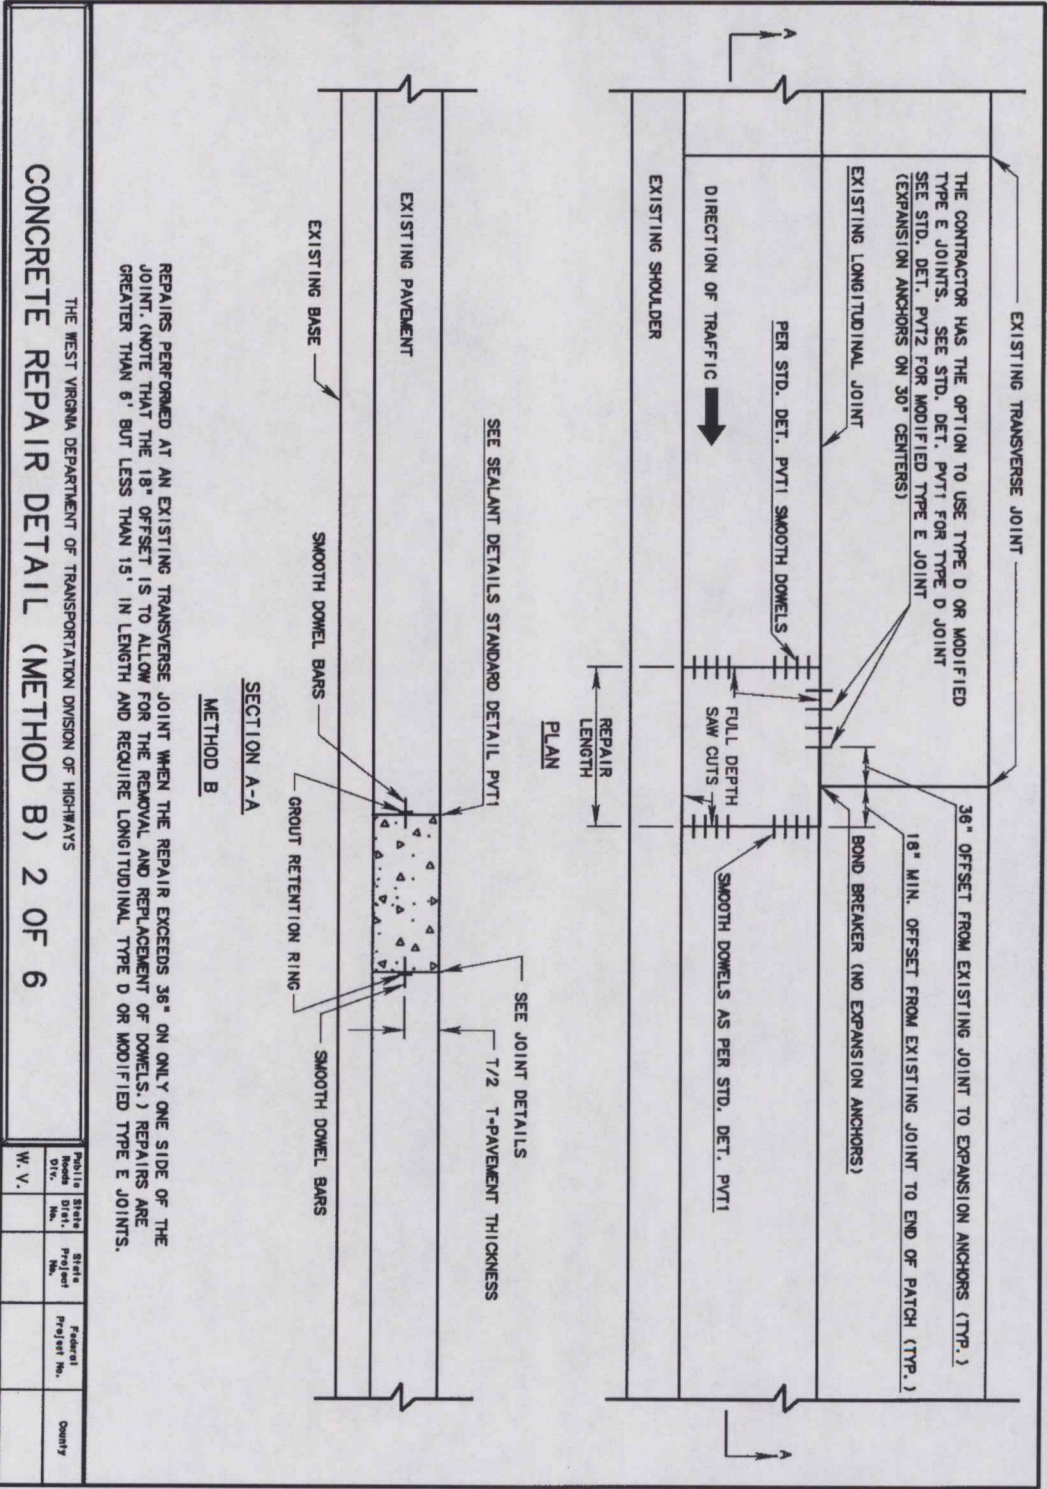 EXISTING TRANSVERSE JOINT
THE CONTRACTOR HAS THE OPTION TO USE TYPE D OR MODIFIED
TYPE E JOINTS. SEE STD. DET. PVT1 FOR TYPE D JOINT
SEE STD. DET. PVT2 FOR MODIFIED TYPE E JOINT
(EXPANSION ANCHORS ON 30" CENTERS)
36" OFFSET FROM EXISTING JOINT TO EXPANSION ANCHORS (TYP.)
18" MIN. OFFSET FROM EXISTING JOINT TO END OF PATCH (TYP.)
EXISTING LONGITUDINAL JOINT
BOND BREAKER (NO EXPANSION ANCHORS)
A
A
PER STD. DET. PVT1 SMOOTH DOWELS
DIRECTION OF TRAFFIC
FULL DEPTH
SAW CUTS
SMOOTH DOWELS AS PER STD. DET. PVT1
EXISTING SHOULDER
REPAIR
LENGTH
PLAN
SEE SEALANT DETAILS STANDARD DETAIL PVT1
SEE JOINT DETAILS
T/2 T=PAVEMENT THICKNESS
EXISTING PAVEMENT
EXISTING BASE
SMOOTH DOWEL BARS
GROUT RETENTION RING
SMOOTH DOWEL BARS
SECTION A-A
METHOD B
REPAIRS PERFORMED AT AN EXISTING TRANSVERSE JOINT WHEN THE REPAIR EXCEEDS 36" ON ONLY ONE SIDE OF THE
JOINT. (NOTE THAT THE 18" OFFSET IS TO ALLOW FOR THE REMOVAL AND REPLACEMENT OF DOWELS.) REPAIRS ARE
GREATER THAN 6' BUT LESS THAN 15' IN LENGTH AND REQUIRE LONGITUDINAL TYPE D OR MODIFIED TYPE E JOINTS.
THE WEST VIRGINIA DEPARTMENT OF TRANSPORTATION DIVISION OF HIGHWAYS
CONCRETE REPAIR DETAIL (METHOD B) 2 OF 6
Public Roads Div.
State Dist. No.
State Project No.
Federal Project No.
County
W. V.